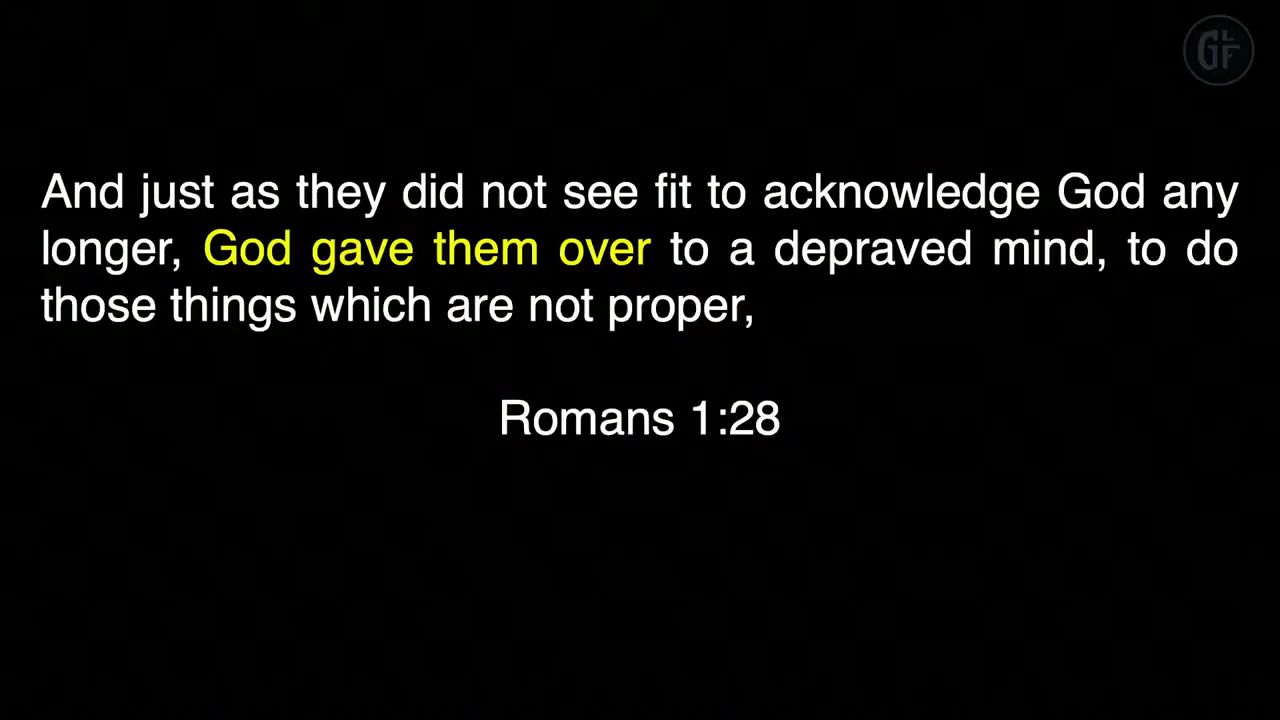 And just as they did not see fit to acknowledge God any
longer, God gave them over to a depraved mind, to do
those things which are not proper,
Romans 1:28